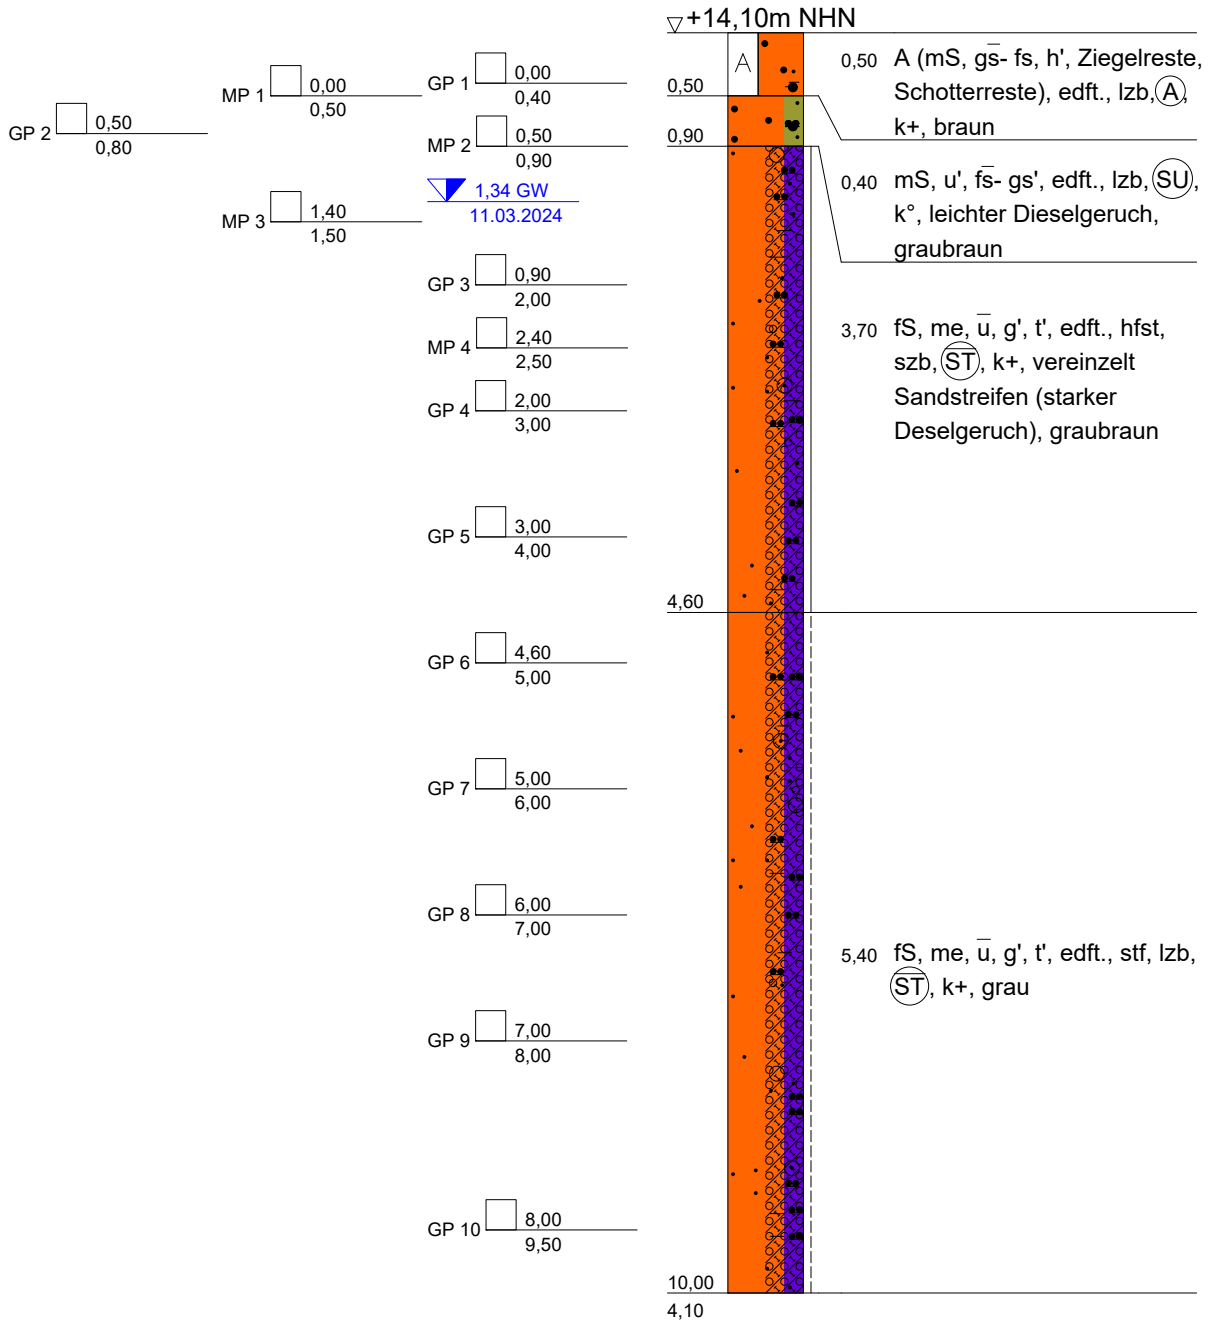 +14,10m NHN
GP 2 0,50
0,80
MP 1 0,00
0,50
GP 1 0,00
0,40
MP 2 0,50
0,90
1,34 GW
11.03.2024
MP 3 1,40
1,50
GP 3 0,90
2,00
MP 4 2,40
2,50
GP 4 2,00
3,00
GP 5 3,00
4,00
GP 6 4,60
5,00
GP 7 5,00
6,00
GP 8 6,00
7,00
GP 9 7,00
8,00
GP 10 8,00
9,50
A
0,50
0,90
4,60
10,00
4,10
0,50 A (mS, gs̅- fs, h', Ziegelreste,
Schotterreste), edft., lzb, A,
k+, braun
0,40 mS, u', fs̅- gs', edft., lzb, SU,
k°, leichter Dieselgeruch,
graubraun
3,70 fS, me, u̅, g', t', edft., hfst,
szb, S̅T̅, k+, vereinzelt
Sandstreifen (starker
Deselgeruch), graubraun
5,40 fS, me, u̅, g', t', edft., stf, lzb,
S̅T̅, k+, grau